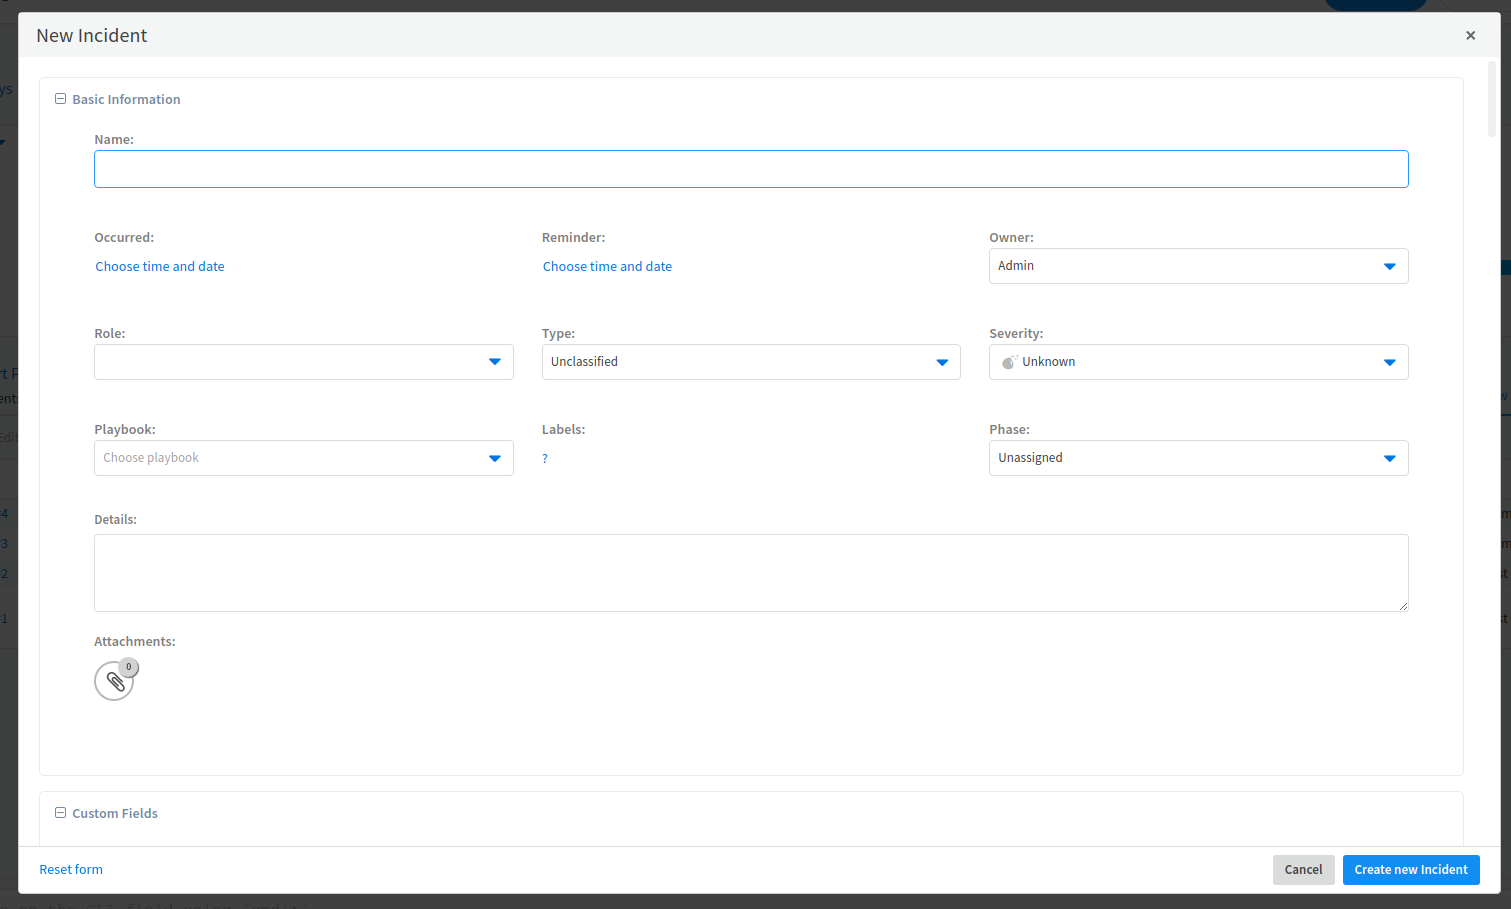 New Incident
×
Basic Information
Name:
Occurred:
Reminder:
Owner:
Choose time and date
Choose time and date
Admin
Role:
Type:
Severity:
Unclassified
Unknown
Playbook:
Labels:
Phase:
Choose playbook
?
Unassigned
Details:
Attachments:
0
Custom Fields
Reset form
Cancel
Create new Incident